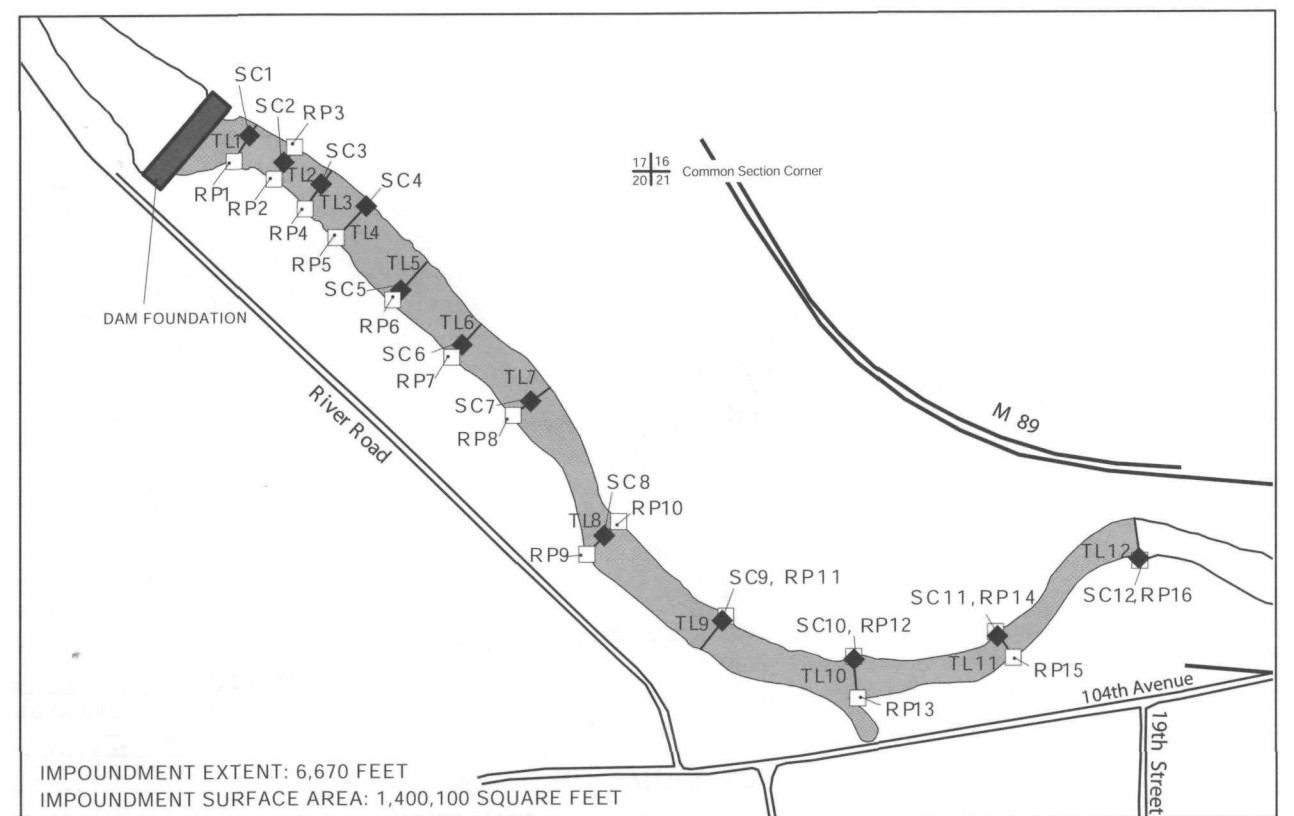 SC1
SC2
RP3
TL1
SC3
TL2
RP1
SC4
RP2
TL3
RP4
TL4
RP5
TL5
SC5
RP6
TL6
SC6
RP7
TL7
SC7
RP8
DAM FOUNDATION
River Road
17 16
20 21
Common Section Corner
M 89
SC8
RP10
TL8
RP9
SC9, RP11
TL9
SC10, RP12
TL10
RP13
SC11, RP14
TL11
RP15
TL12
SC12, RP16
104th Avenue
19th Street
IMPOUNDMENT EXTENT: 6,670 FEET
IMPOUNDMENT SURFACE AREA: 1,400,100 SQUARE FEET